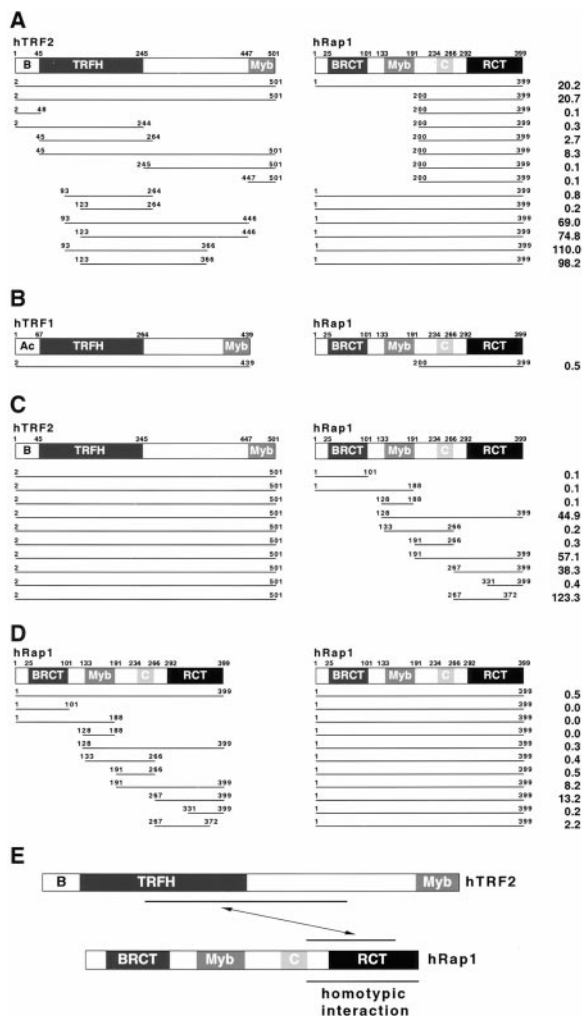 A
hTRF2 hRap1
1 45 245 447 501 1 25 101 133 191 234 266 292 399
B TRFH Myb BRCT Myb C RCT
2 501 1 399 20.2
2 501 200 399 20.7
2 48 200 399 0.1
2 244 200 399 0.3
45 264 200 399 2.7
45 501 200 399 8.3
245 501 200 399 0.1
447 501 200 399 0.1
93 264 1 399 0.8
123 264 1 399 0.2
93 446 1 399 69.0
123 446 1 399 74.8
93 366 1 399 110.0
123 366 1 399 98.2
B
hTRF1 hRap1
1 67 264 439 1 25 101 133 191 234 266 292 399
Ac TRFH Myb BRCT Myb C RCT
2 439 200 399 0.5
C
hTRF2 hRap1
1 45 345 447 501 1 25 101 133 191 234 266 292 399
B TRFH Myb BRCT Myb C RCT
2 501 1 101 0.1
2 501 1 188 0.1
2 501 128 188 0.1
2 501 128 399 44.9
2 501 133 266 0.2
2 501 191 266 0.3
2 501 191 399 57.1
2 501 267 399 38.3
2 501 331 399 0.4
2 501 267 372 123.3
D
hRap1 hRap1
1 25 101 133 191 234 266 292 399 1 25 101 133 191 234 266 292 399
BRCT Myb C RCT BRCT Myb C RCT
1 399 1 399 0.5
1 101 1 399 0.0
1 188 1 399 0.0
128 188 1 399 0.0
128 399 1 399 0.3
133 266 1 399 0.4
191 266 1 399 0.5
191 399 1 399 8.2
267 399 1 399 13.2
331 399 1 399 0.2
267 372 1 399 2.2
E
B TRFH Myb hTRF2
BRCT Myb C RCT hRap1
homotypic
interaction